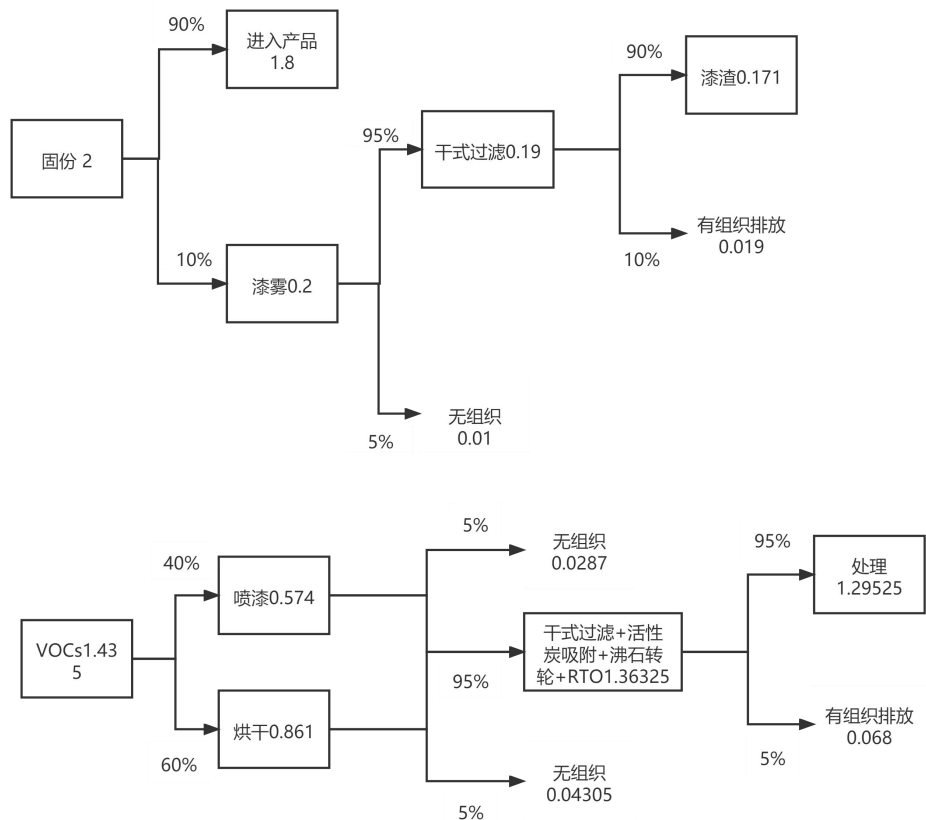 90%
进入产品
1.8
90%
漆渣0.171
固份 2
95%
干式过滤0.19
有组织排放
0.019
10%
10%
漆雾0.2
无组织
0.01
5%
5%
无组织
0.0287
95%
处理
1.29525
40%
喷漆0.574
VOCs1.43
5
干式过滤+活性
炭吸附+沸石转
轮+RTO1.36325
95%
烘干0.861
60%
有组织排放
0.068
5%
无组织
0.04305
5%